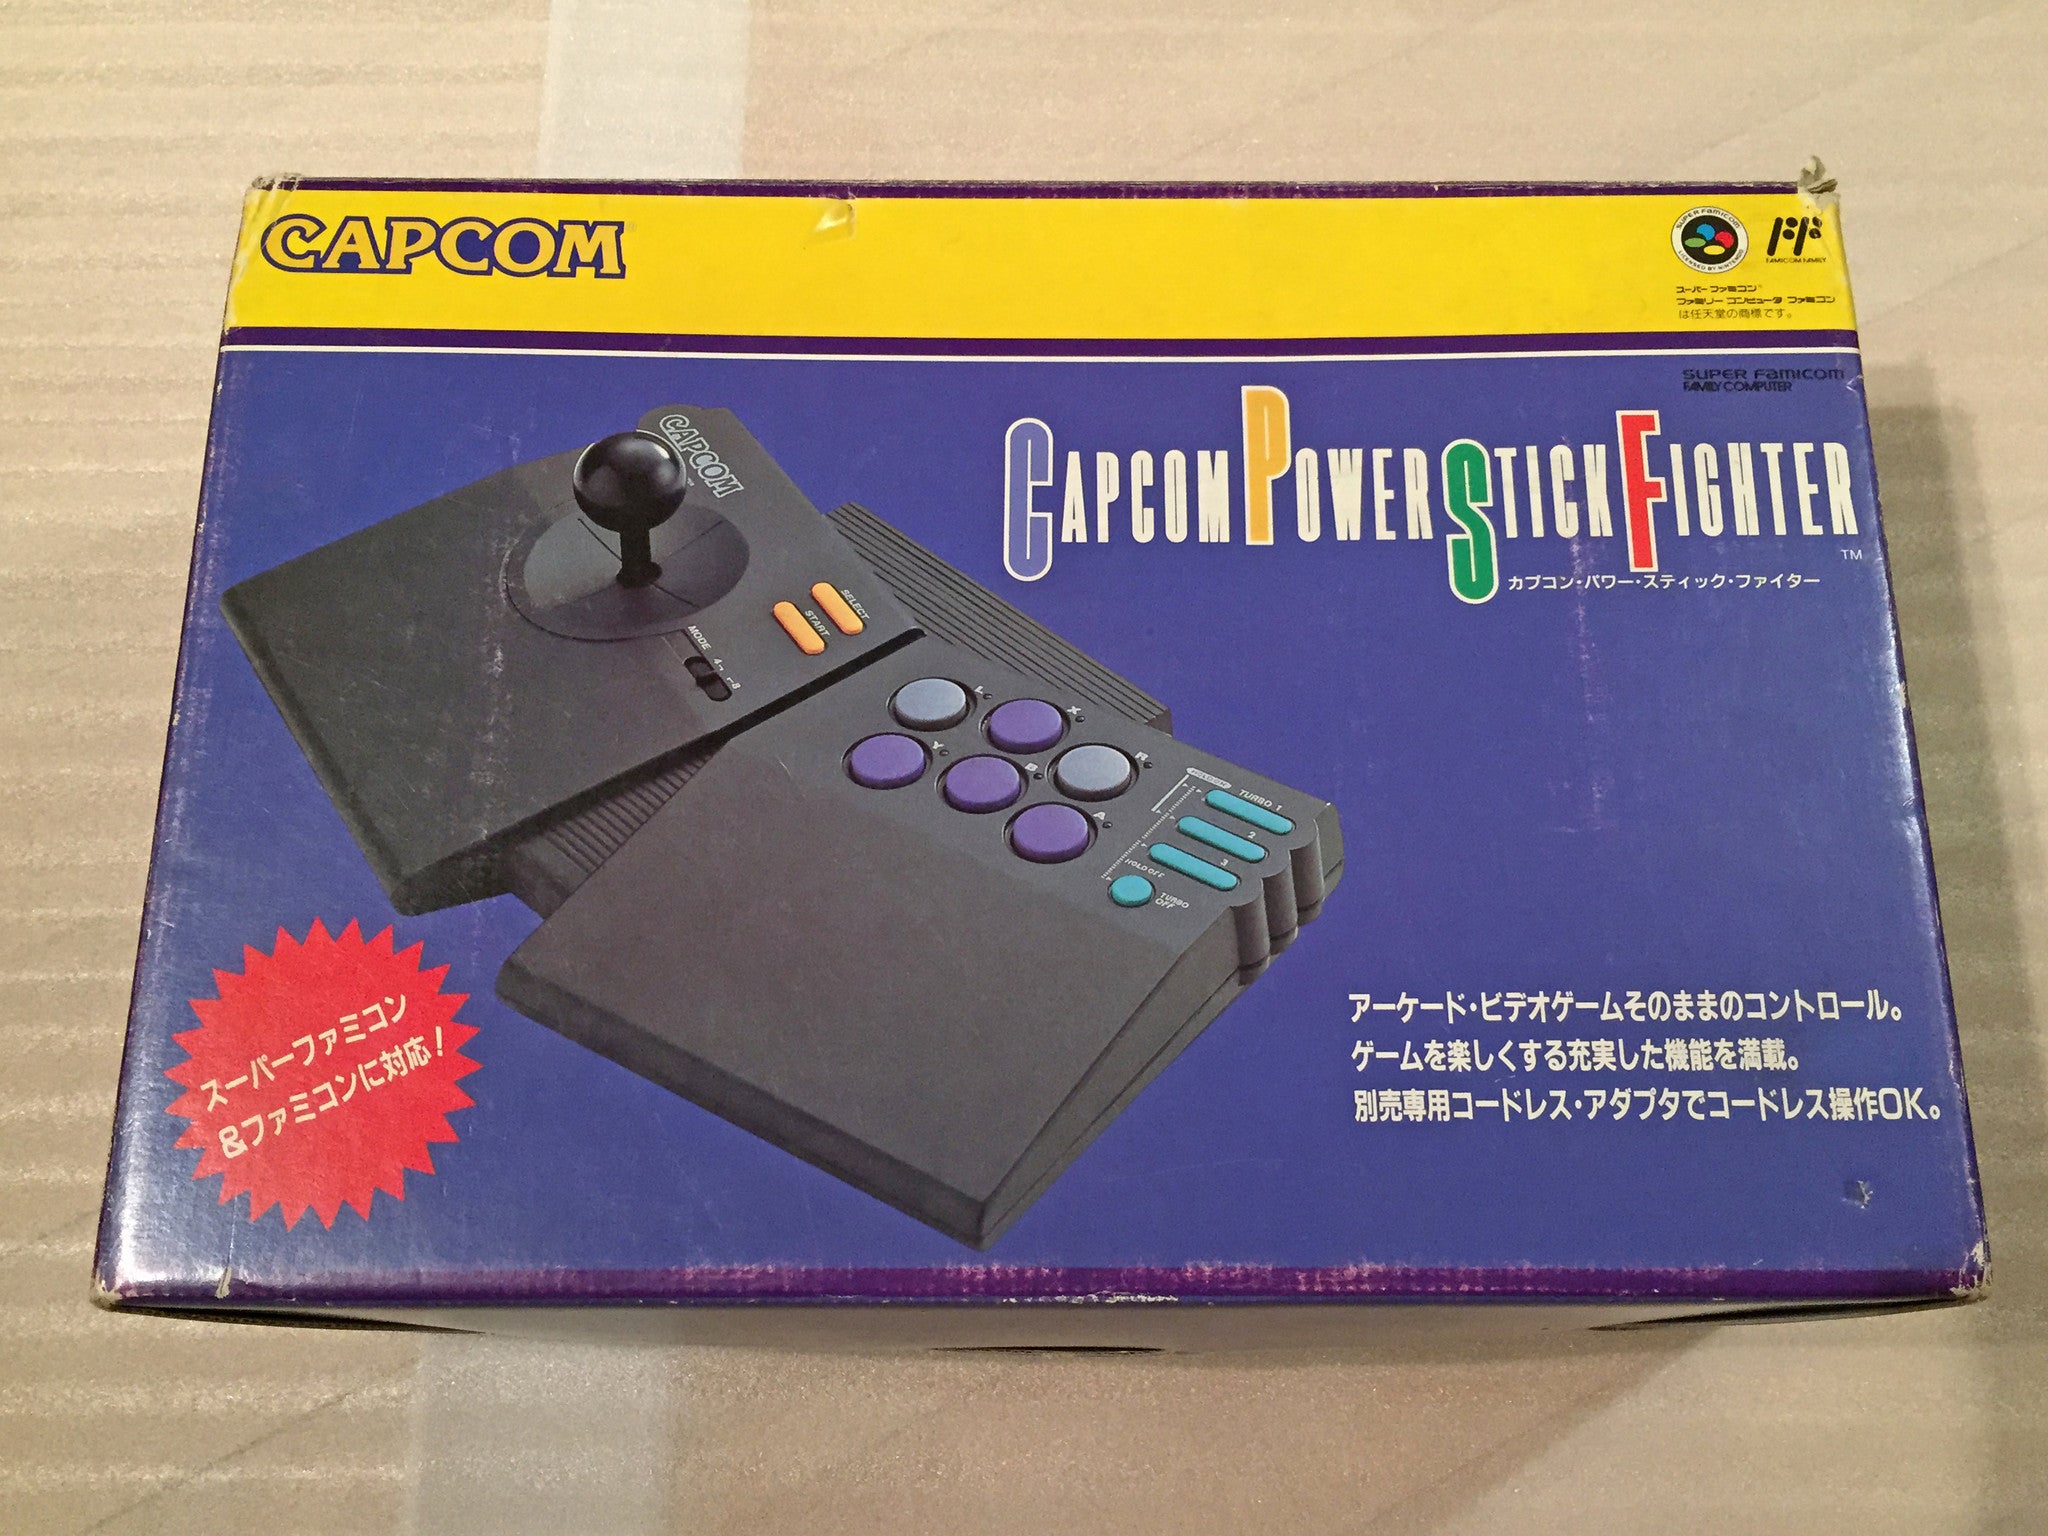 CAPCOM
SUPER FAMICOM
LICENSED BY NINTENDO
FAMICOM FAMILY
スーパーファミコン®
ファミリーコンピュータ ファミコン
は任天堂の商標です。
SUPER FAMICOM
FAMILY COMPUTER
CAPCOM POWER STICK FIGHTER
TM
カプコン・パワー・スティック・ファイター
CAPCOM
SELECT
START
MODE 4 8
L
X
R
Y
B
A
HOLD ON
TURBO 1
2
3
HOLD OFF
TURBO
OFF
スーパーファミコン
&ファミコンに対応!
アーケード・ビデオゲームそのままのコントロール。
ゲームを楽しくする充実した機能を満載。
別売専用コードレス・アダプタでコードレス操作OK。